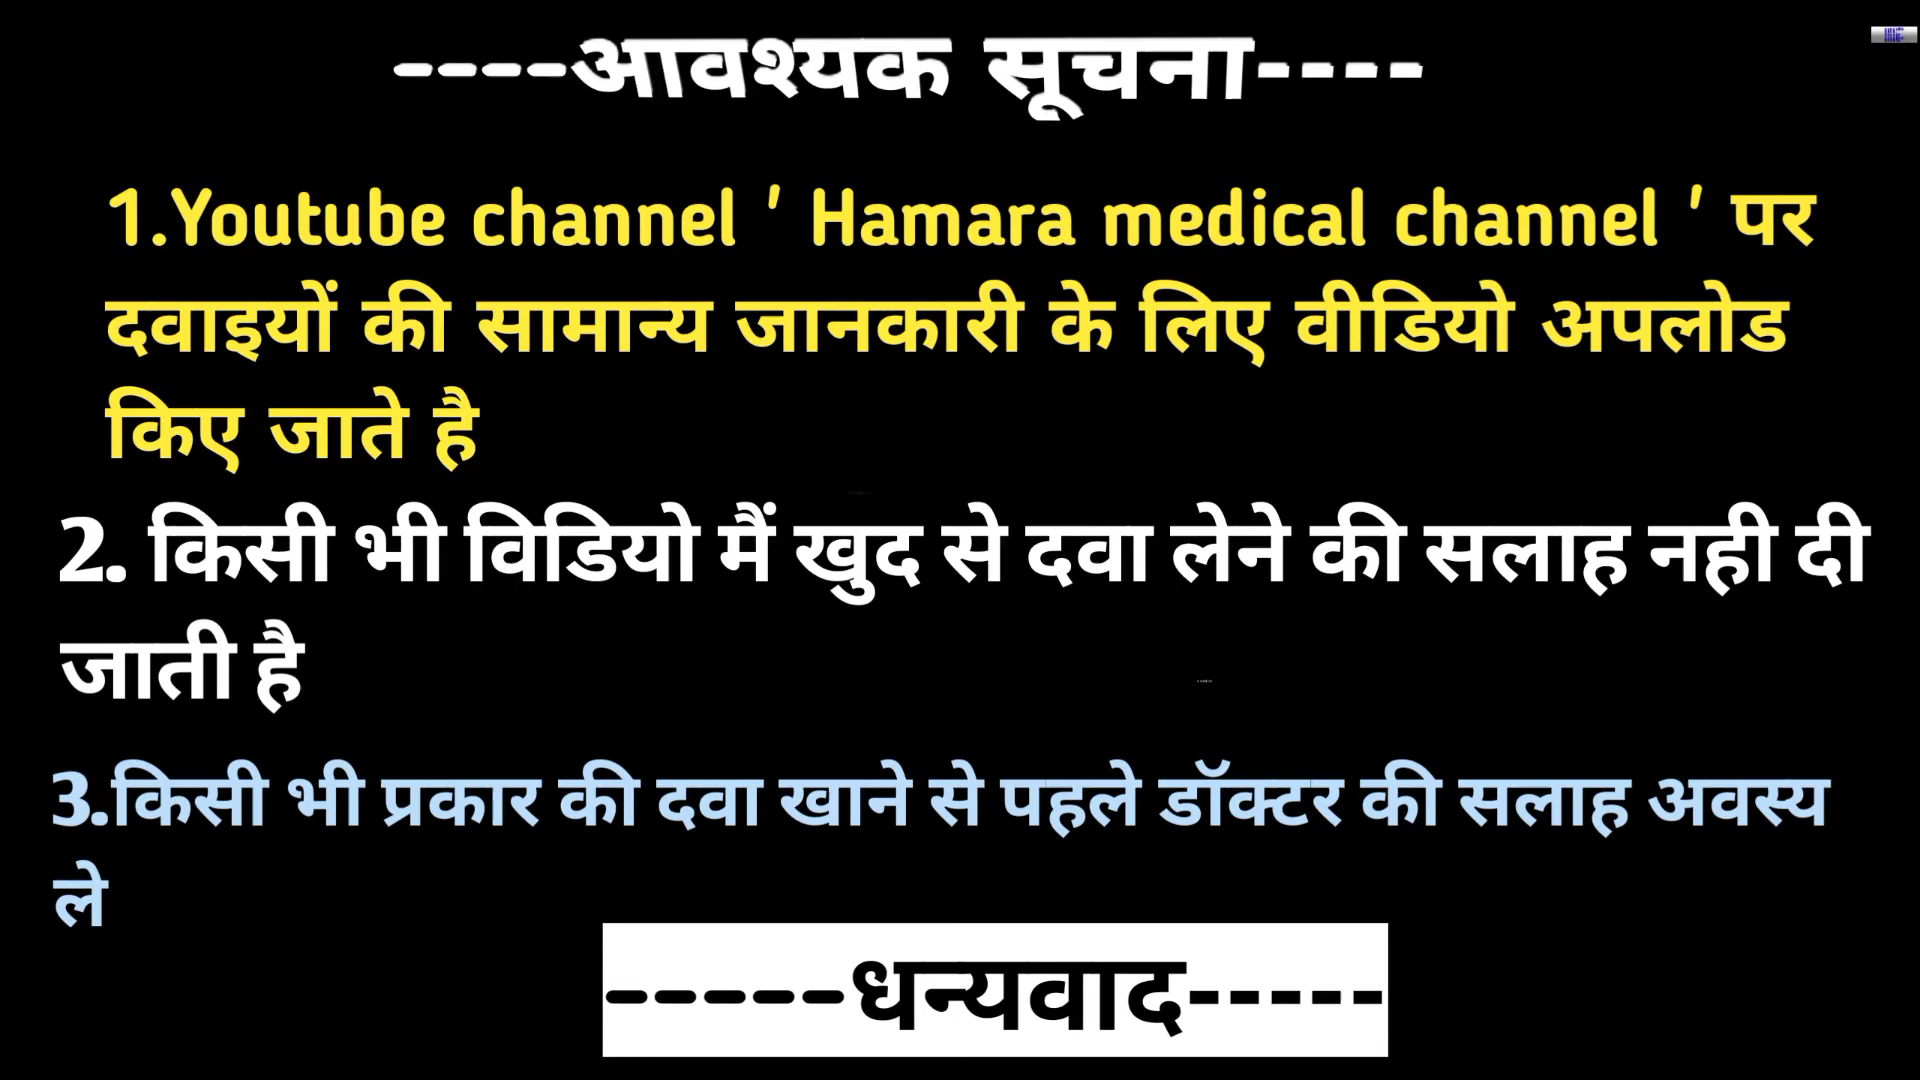 ----आवश्यक सूचना----
1.Youtube channel ' Hamara medical channel ' पर
दवाइयों की सामान्य जानकारी के लिए वीडियो अपलोड
किए जाते है
2. किसी भी विडियो मैं खुद से दवा लेने की सलाह नही दी
जाती है
3.किसी भी प्रकार की दवा खाने से पहले डॉक्टर की सलाह अवस्य
ले
-----धन्यवाद-----